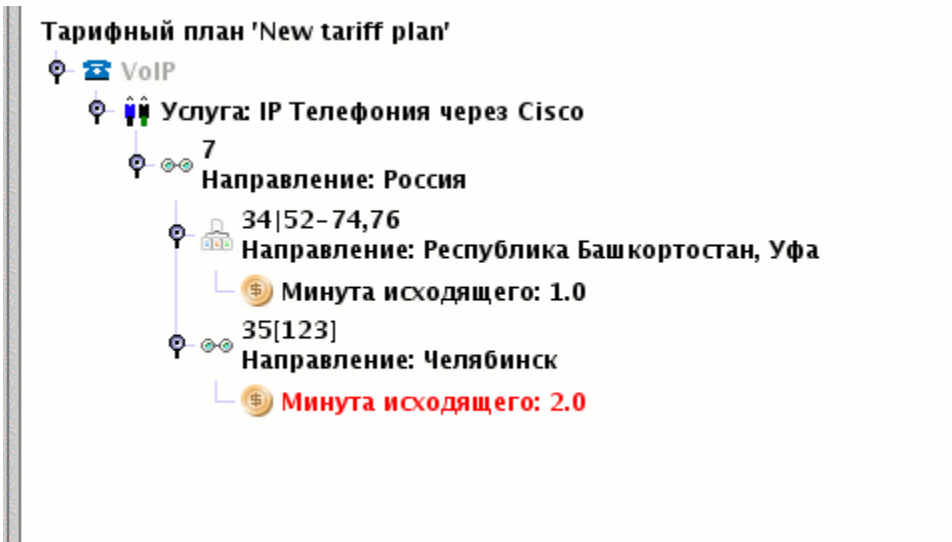 Тарифный план 'New tariff plan'
VoIP
Услуга: IP Телефония через Cisco
7
Направление: Россия
34|52-74,76
Направление: Республика Башкортостан, Уфа
Минута исходящего: 1.0
35[123]
Направление: Челябинск
Минута исходящего: 2.0